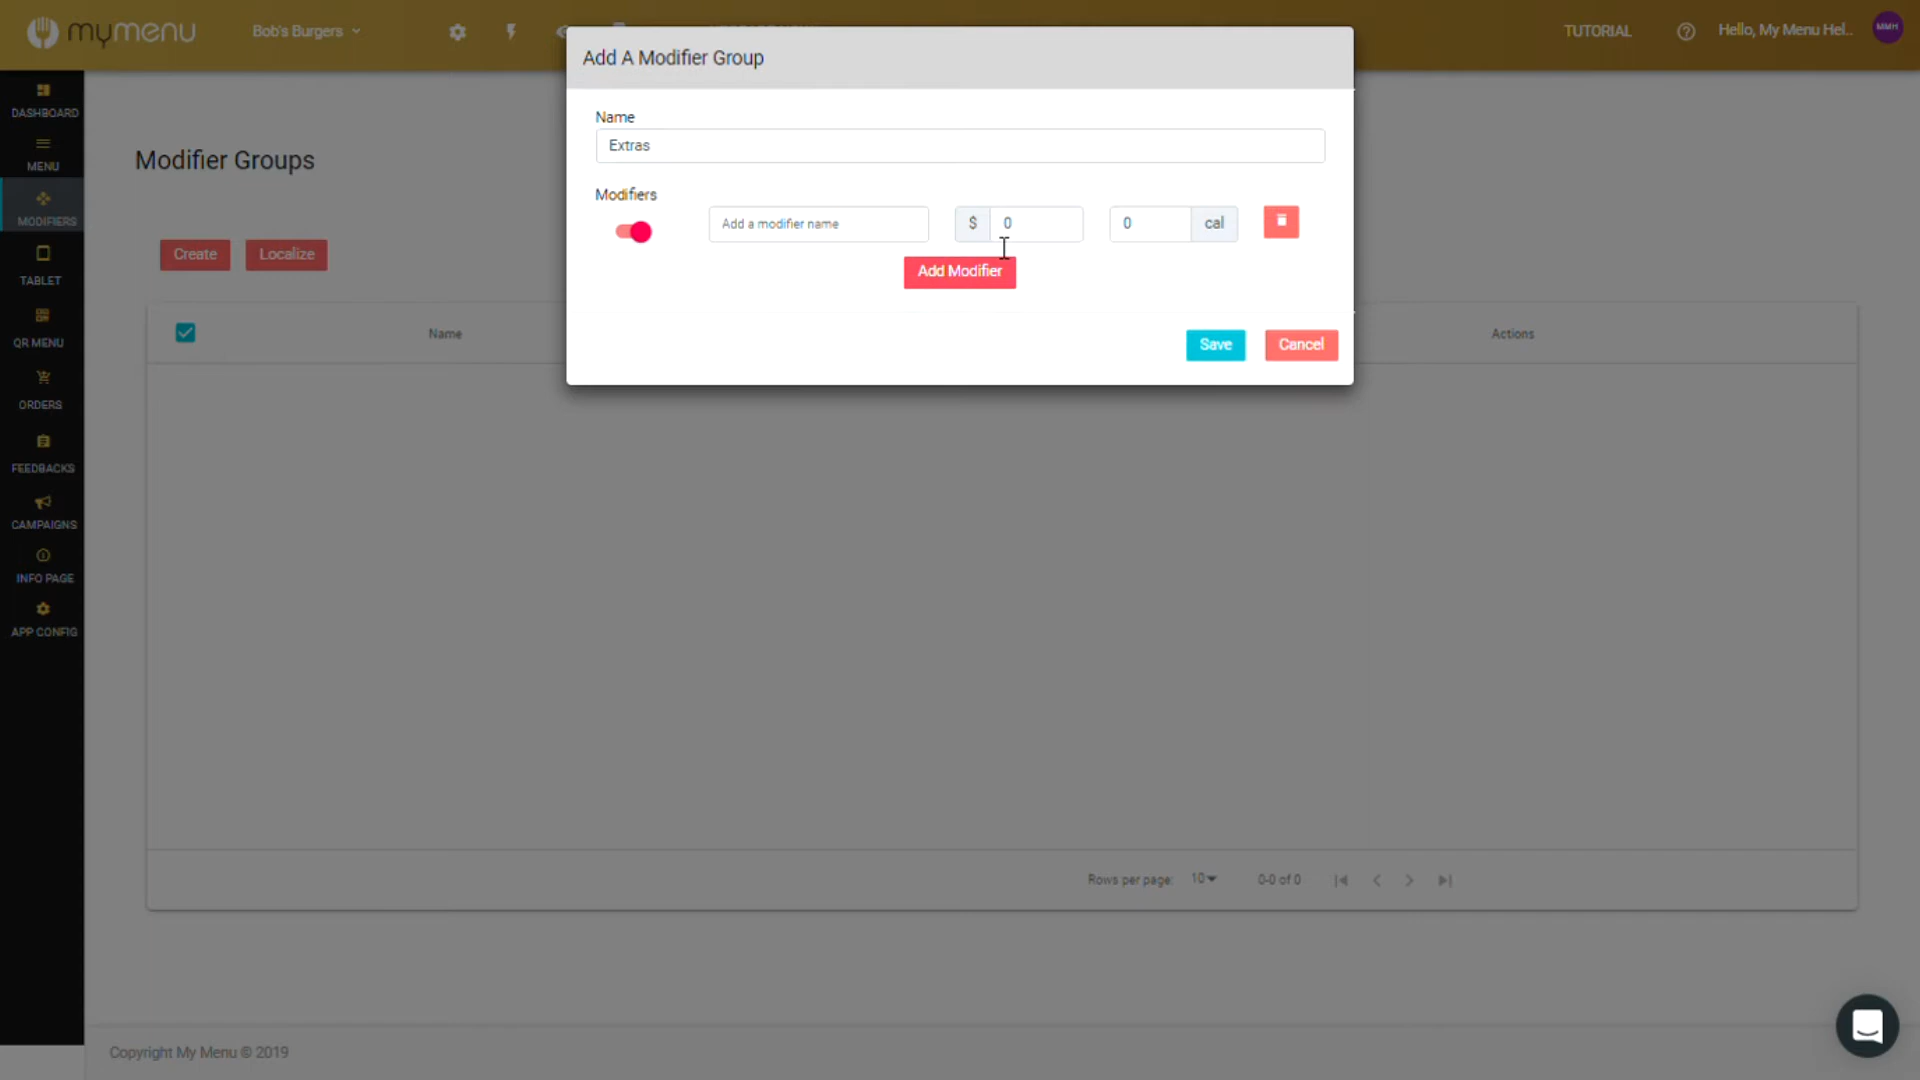 mymenu
Bob's Burgers
TUTORIAL
Hello, My Menu Hel..
MMH
DASHBOARD
MENU
MODIFIERS
TABLET
QR MENU
ORDERS
FEEDBACKS
CAMPAIGNS
INFO PAGE
APP CONFIG
Modifier Groups
Create
Localize
Name
Actions
Add A Modifier Group
Name
Extras
Modifiers
Add a modifier name
$
0
0
cal
Add Modifier
Save
Cancel
Rows per page:
10
0-0 of 0
Copyright My Menu © 2019